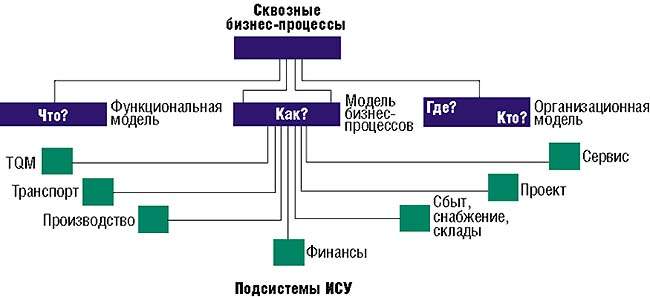 Сквозные
бизнес-процессы
Что?
Функциональная
модель
Как?
Модель
бизнес-
процессов
Где?
Кто?
Организационная
модель
TQM
Сервис
Транспорт
Проект
Производство
Сбыт,
снабжение,
склады
Финансы
Подсистемы ИСУ